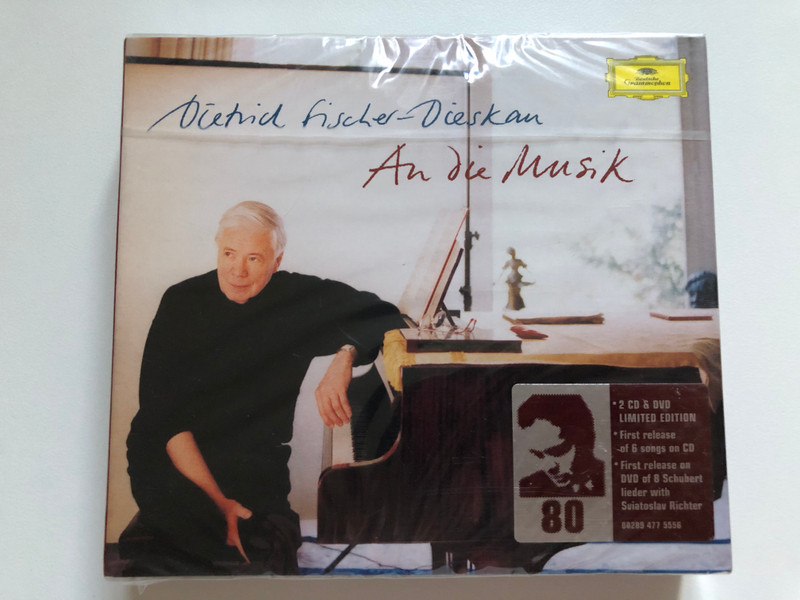 Deutsche
Grammophon
Dietrich Fischer-Dieskau
An die Musik
• 2 CD & DVD
LIMITED EDITION
• First release
of 6 songs on CD
• First release on
DVD of 8 Schubert
lieder with
Sviatoslav Richter
00289 477 5556
80